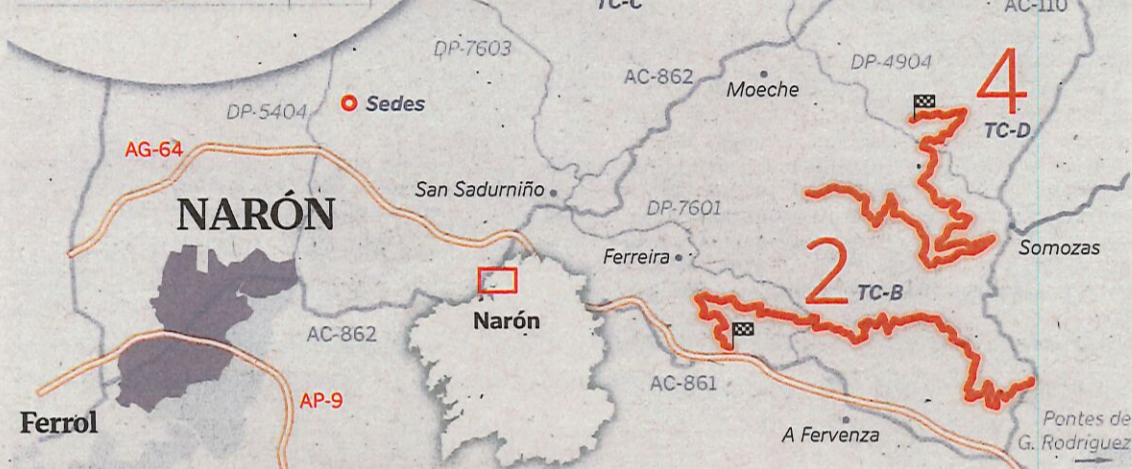 TC-C
AC-110
DP-7603
DP-4904
4
AC-862
Moeche
DP-5404
Sedes
TC-D
AG-64
San Sadurniño
NARÓN
DP-7601
Somozas
Ferreira
2
TC-B
Narón
AC-862
AC-861
AP-9
Ferrol
A Fervenza
Pontes de
G. Rodríguez